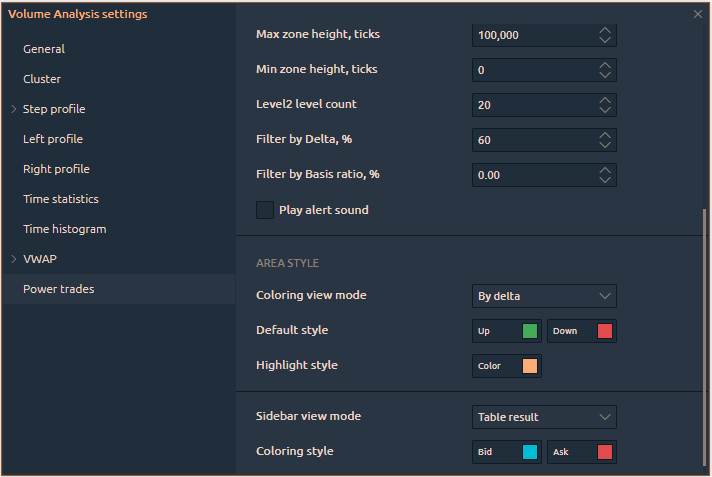 Volume Analysis settings
General
Cluster
Step profile
Left profile
Right profile
Time statistics
Time histogram
VWAP
Power trades
Max zone height, ticks 100,000
Min zone height, ticks 0
Level2 level count 20
Filter by Delta, % 60
Filter by Basis ratio, % 0.00
Play alert sound
AREA STYLE
Coloring view mode By delta
Default style Up Down
Highlight style Color
Sidebar view mode Table result
Coloring style Bid Ask